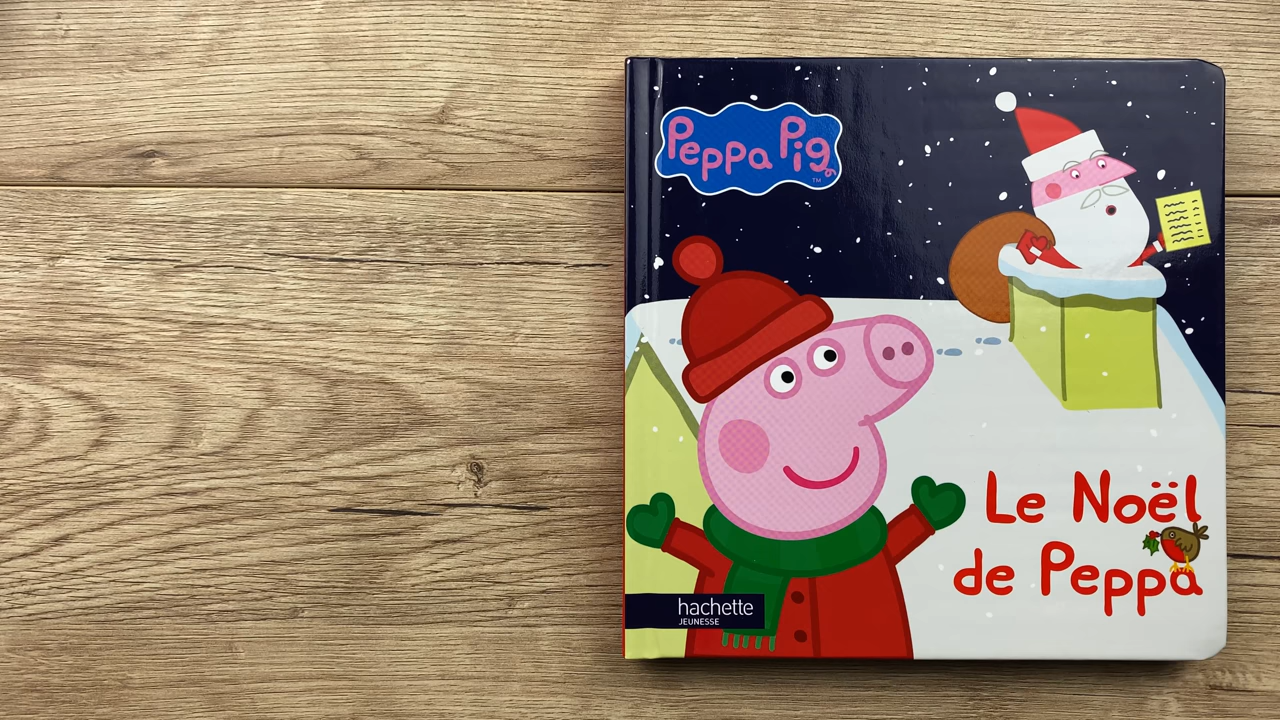 Peppa Pig
TM
Le Noël
de Peppa
hachette
JEUNESSE